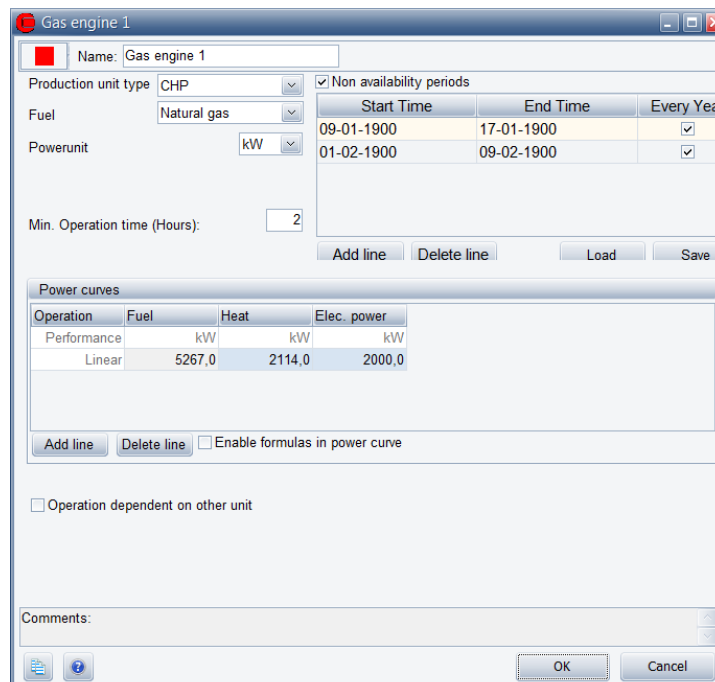 Gas engine 1
Name: Gas engine 1
Production unit type CHP
Fuel Natural gas
Powerunit kW
Min. Operation time (Hours): 2
Non availability periods
Start Time End Time Every Yea
09-01-1900 17-01-1900
01-02-1900 09-02-1900
Add line Delete line Load Save
Power curves
Operation Fuel Heat Elec. power
Performance kW kW kW
Linear 5267,0 2114,0 2000,0
Add line Delete line Enable formulas in power curve
Operation dependent on other unit
Comments:
OK Cancel